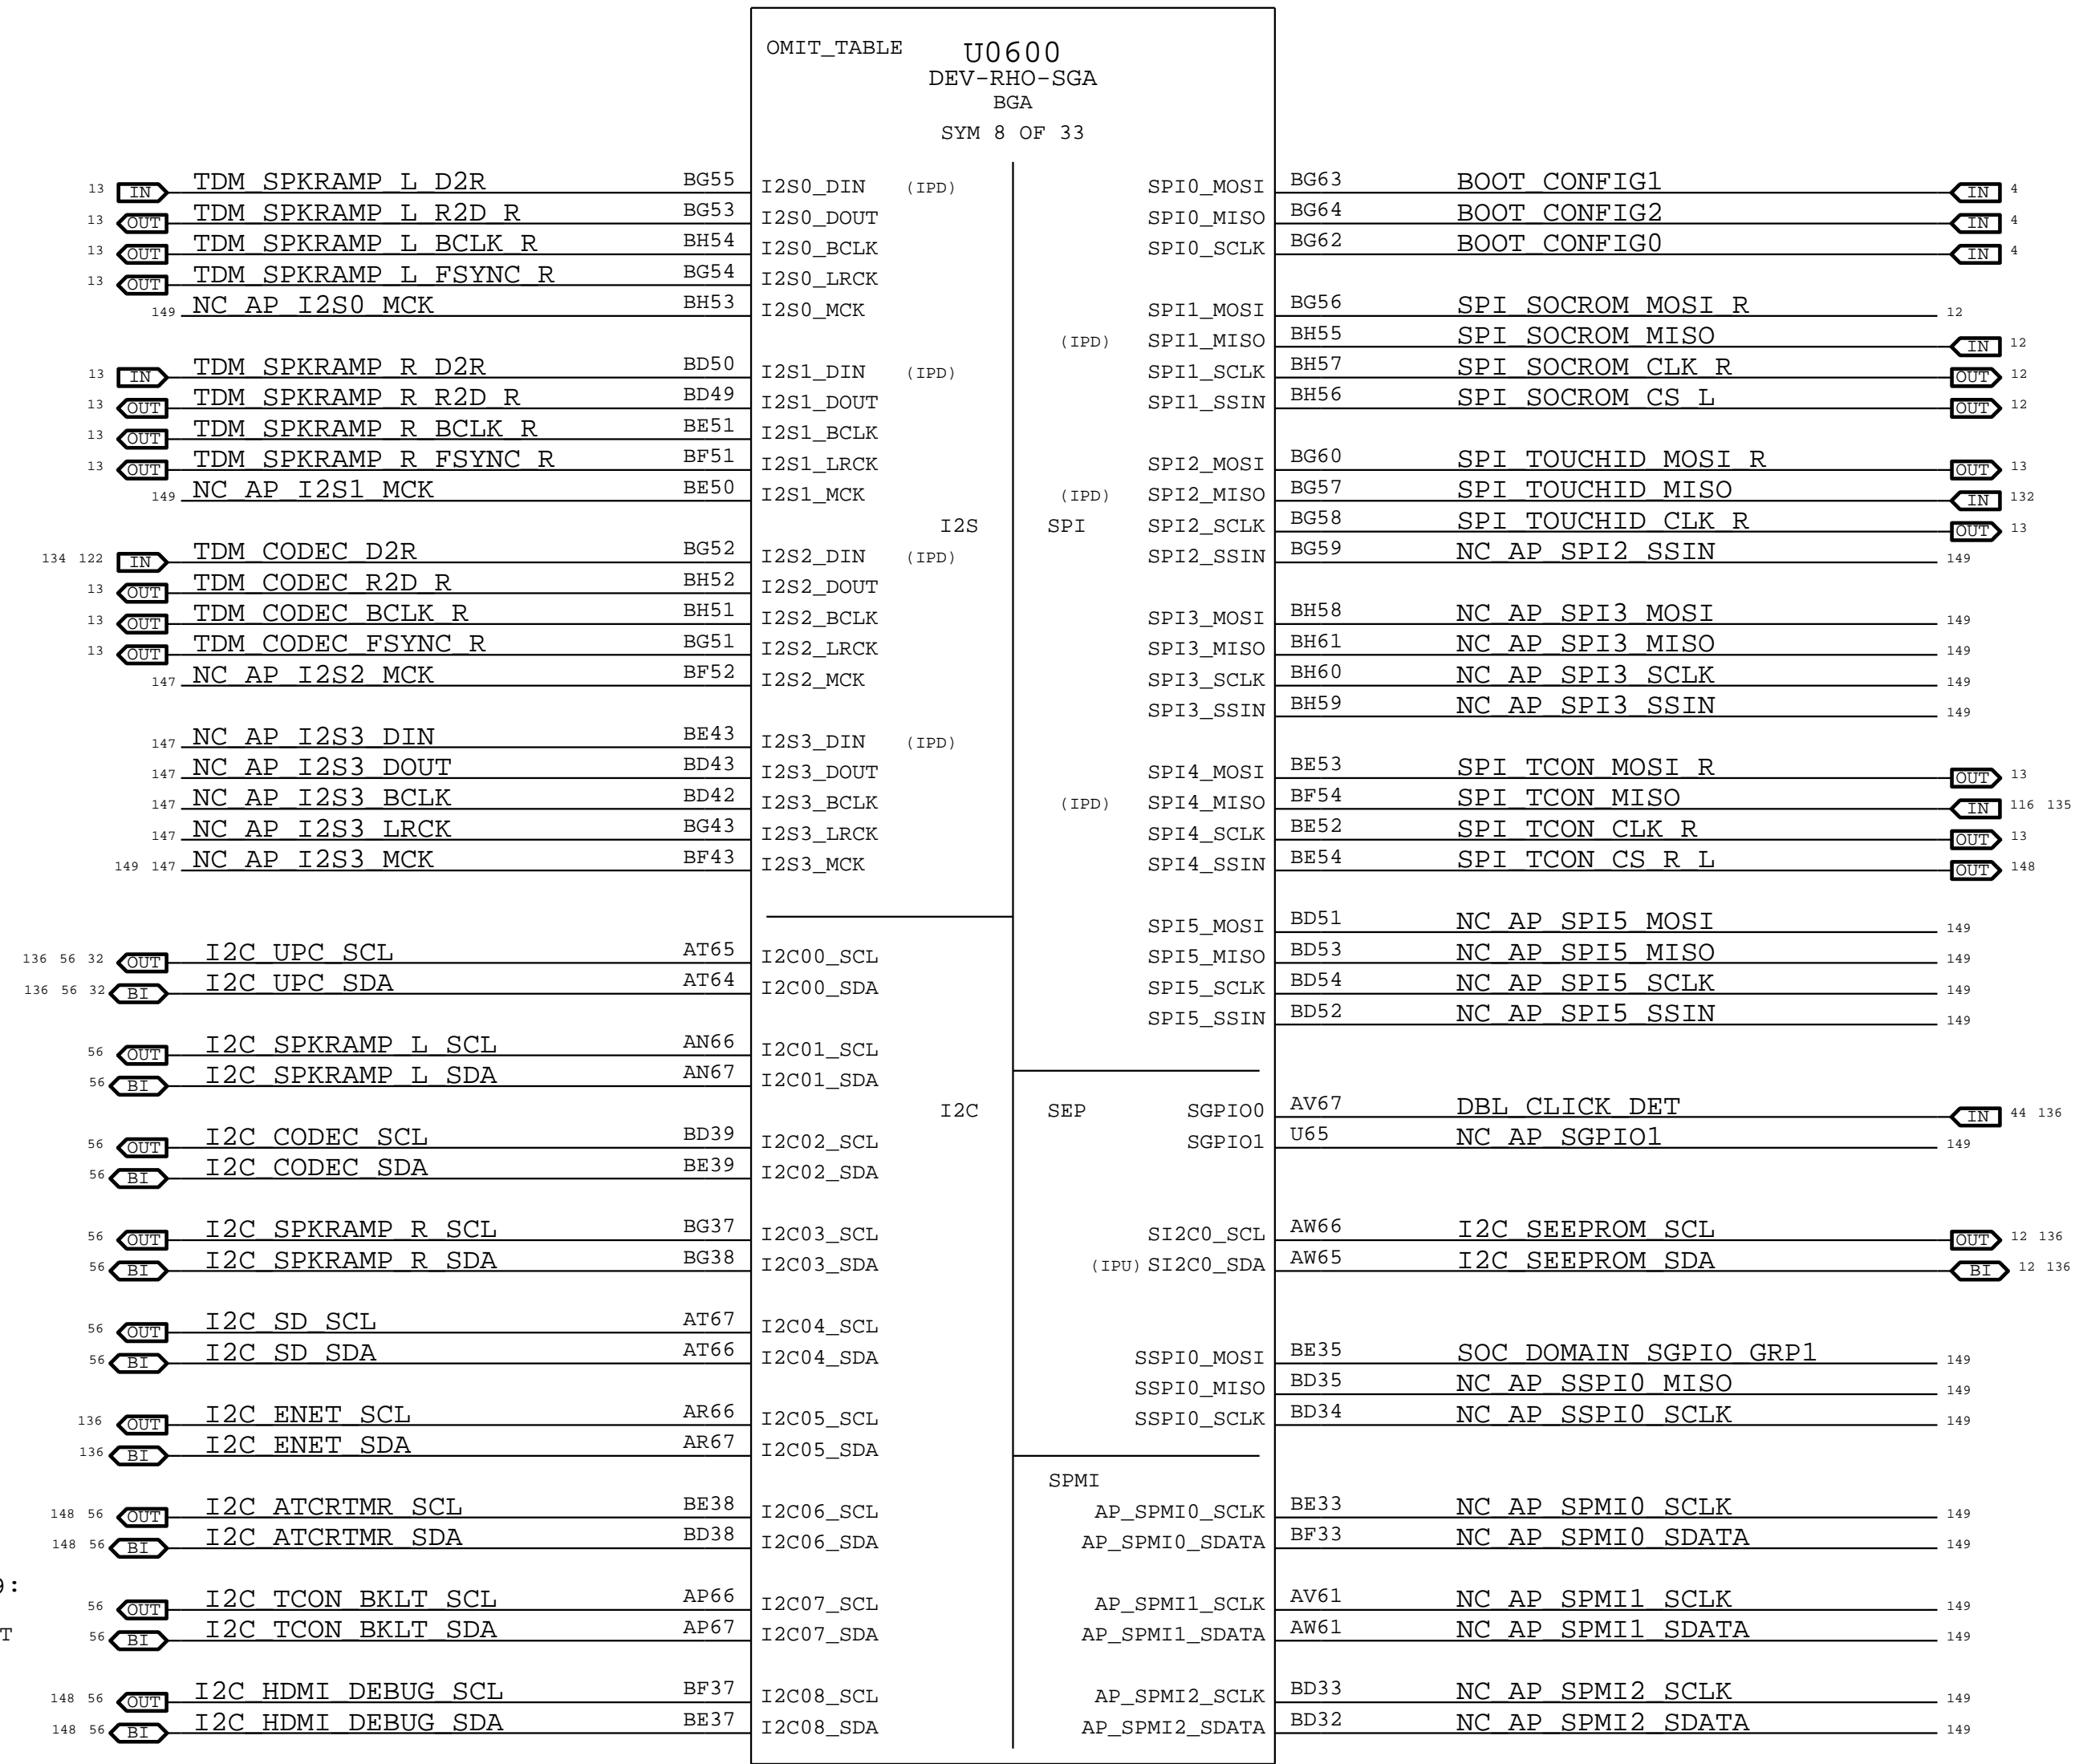 OMIT_TABLE
U0600
DEV-RHO-SGA
BGA
SYM 8 OF 33
13 IN TDM_SPKRAMP_L_D2R BG55 I2S0_DIN (IPD)
13 OUT TDM_SPKRAMP_L_R2D_R BG53 I2S0_DOUT
13 OUT TDM_SPKRAMP_L_BCLK_R BH54 I2S0_BCLK
13 OUT TDM_SPKRAMP_L_FSYNC_R BG54 I2S0_LRCK
149 NC_AP_I2S0_MCK BH53 I2S0_MCK
13 IN TDM_SPKRAMP_R_D2R BD50 I2S1_DIN (IPD)
13 OUT TDM_SPKRAMP_R_R2D_R BD49 I2S1_DOUT
13 OUT TDM_SPKRAMP_R_BCLK_R BE51 I2S1_BCLK
13 OUT TDM_SPKRAMP_R_FSYNC_R BF51 I2S1_LRCK
149 NC_AP_I2S1_MCK BE50 I2S1_MCK
I2S
134 122 IN TDM_CODEC_D2R BG52 I2S2_DIN (IPD)
13 OUT TDM_CODEC_R2D_R BH52 I2S2_DOUT
13 OUT TDM_CODEC_BCLK_R BH51 I2S2_BCLK
13 OUT TDM_CODEC_FSYNC_R BG51 I2S2_LRCK
147 NC_AP_I2S2_MCK BF52 I2S2_MCK
147 NC_AP_I2S3_DIN BE43 I2S3_DIN (IPD)
147 NC_AP_I2S3_DOUT BD43 I2S3_DOUT
147 NC_AP_I2S3_BCLK BD42 I2S3_BCLK
147 NC_AP_I2S3_LRCK BG43 I2S3_LRCK
149 147 NC_AP_I2S3_MCK BF43 I2S3_MCK
136 56 32 OUT I2C_UPC_SCL AT65 I2C00_SCL
136 56 32 BI I2C_UPC_SDA AT64 I2C00_SDA
56 OUT I2C_SPKRAMP_L_SCL AN66 I2C01_SCL
56 BI I2C_SPKRAMP_L_SDA AN67 I2C01_SDA
I2C
56 OUT I2C_CODEC_SCL BD39 I2C02_SCL
56 BI I2C_CODEC_SDA BE39 I2C02_SDA
56 OUT I2C_SPKRAMP_R_SCL BG37 I2C03_SCL
56 BI I2C_SPKRAMP_R_SDA BG38 I2C03_SDA
56 OUT I2C_SD_SCL AT67 I2C04_SCL
56 BI I2C_SD_SDA AT66 I2C04_SDA
136 OUT I2C_ENET_SCL AR66 I2C05_SCL
136 BI I2C_ENET_SDA AR67 I2C05_SDA
148 56 OUT I2C_ATCRTMR_SCL BE38 I2C06_SCL
148 56 BI I2C_ATCRTMR_SDA BD38 I2C06_SDA
:
56 OUT I2C_TCON_BKLT_SCL AP66 I2C07_SCL
T
56 BI I2C_TCON_BKLT_SDA AP67 I2C07_SDA
148 56 OUT I2C_HDMI_DEBUG_SCL BF37 I2C08_SCL
148 56 BI I2C_HDMI_DEBUG_SDA BE37 I2C08_SDA
SPI0_MOSI BG63 BOOT_CONFIG1 IN 4
SPI0_MISO BG64 BOOT_CONFIG2 IN 4
SPI0_SCLK BG62 BOOT_CONFIG0 IN 4
SPI1_MOSI BG56 SPI_SOCROM_MOSI_R 12
(IPD) SPI1_MISO BH55 SPI_SOCROM_MISO IN 12
SPI1_SCLK BH57 SPI_SOCROM_CLK_R OUT 12
SPI1_SSIN BH56 SPI_SOCROM_CS_L OUT 12
SPI2_MOSI BG60 SPI_TOUCHID_MOSI_R OUT 13
(IPD) SPI2_MISO BG57 SPI_TOUCHID_MISO IN 132
SPI SPI2_SCLK BG58 SPI_TOUCHID_CLK_R OUT 13
SPI2_SSIN BG59 NC_AP_SPI2_SSIN 149
SPI3_MOSI BH58 NC_AP_SPI3_MOSI 149
SPI3_MISO BH61 NC_AP_SPI3_MISO 149
SPI3_SCLK BH60 NC_AP_SPI3_SCLK 149
SPI3_SSIN BH59 NC_AP_SPI3_SSIN 149
SPI4_MOSI BE53 SPI_TCON_MOSI_R OUT 13
(IPD) SPI4_MISO BF54 SPI_TCON_MISO IN 116 135
SPI4_SCLK BE52 SPI_TCON_CLK_R OUT 13
SPI4_SSIN BE54 SPI_TCON_CS_R_L OUT 148
SPI5_MOSI BD51 NC_AP_SPI5_MOSI 149
SPI5_MISO BD53 NC_AP_SPI5_MISO 149
SPI5_SCLK BD54 NC_AP_SPI5_SCLK 149
SPI5_SSIN BD52 NC_AP_SPI5_SSIN 149
SEP SGPIO0 AV67 DBL_CLICK_DET IN 44 136
SGPIO1 U65 NC_AP_SGPIO1 149
SI2C0_SCL AW66 I2C_SEEPROM_SCL OUT 12 136
(IPU) SI2C0_SDA AW65 I2C_SEEPROM_SDA BI 12 136
SSPI0_MOSI BE35 SOC_DOMAIN_SGPIO_GRP1 149
SSPI0_MISO BD35 NC_AP_SSPI0_MISO 149
SSPI0_SCLK BD34 NC_AP_SSPI0_SCLK 149
SPMI
AP_SPMI0_SCLK BE33 NC_AP_SPMI0_SCLK 149
AP_SPMI0_SDATA BF33 NC_AP_SPMI0_SDATA 149
AP_SPMI1_SCLK AV61 NC_AP_SPMI1_SCLK 149
AP_SPMI1_SDATA AW61 NC_AP_SPMI1_SDATA 149
AP_SPMI2_SCLK BD33 NC_AP_SPMI2_SCLK 149
AP_SPMI2_SDATA BD32 NC_AP_SPMI2_SDATA 149